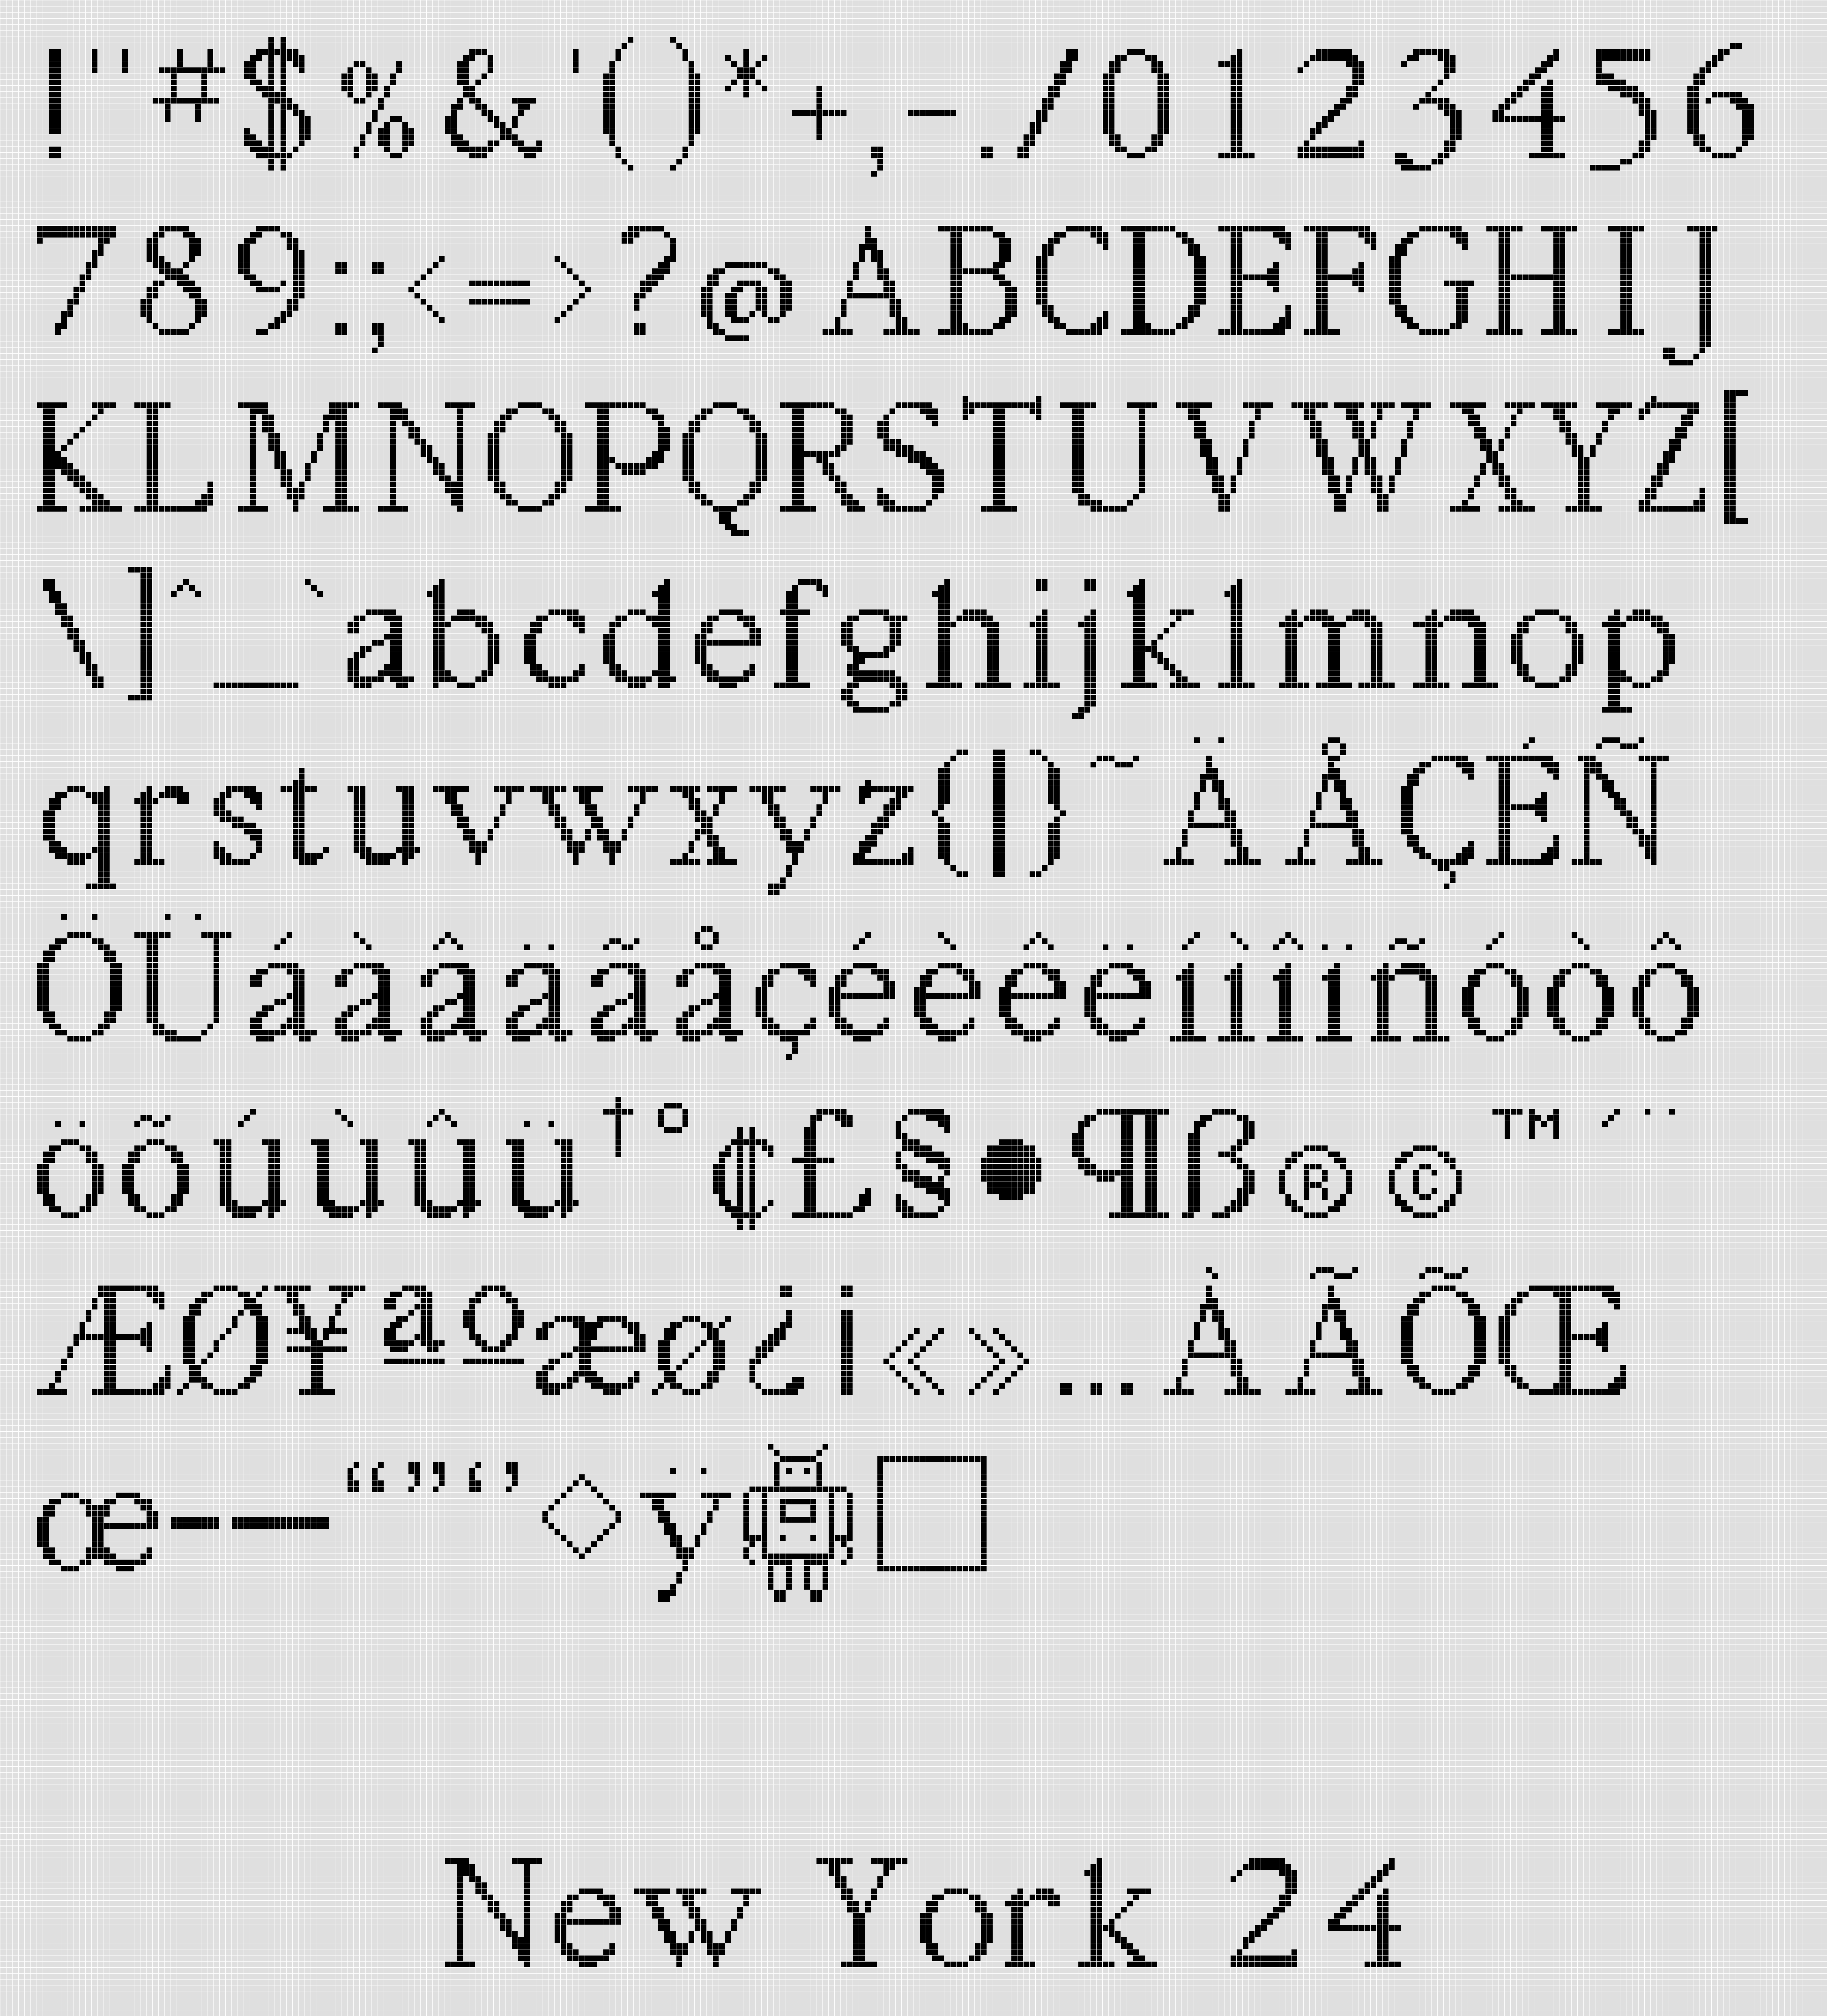 !"#$%&'()*+,-./0123456
789:;<=>?@ABCDEFGHIJ
KLMNOPQRSTUVWXYZ[
\]^_`abcdefghijklmnop
qrstuvwxyz{|}~ÄÅÇÉÑ
ÖÜáàâäãåçéèêëíìîïñóòô
öõúùûü†°¢£§•¶ß®©™´¨
ÆØ¥ªºæø¿¡«»…ÀÃÕŒ
œ–—“”‘’◊ÿ
New York 24